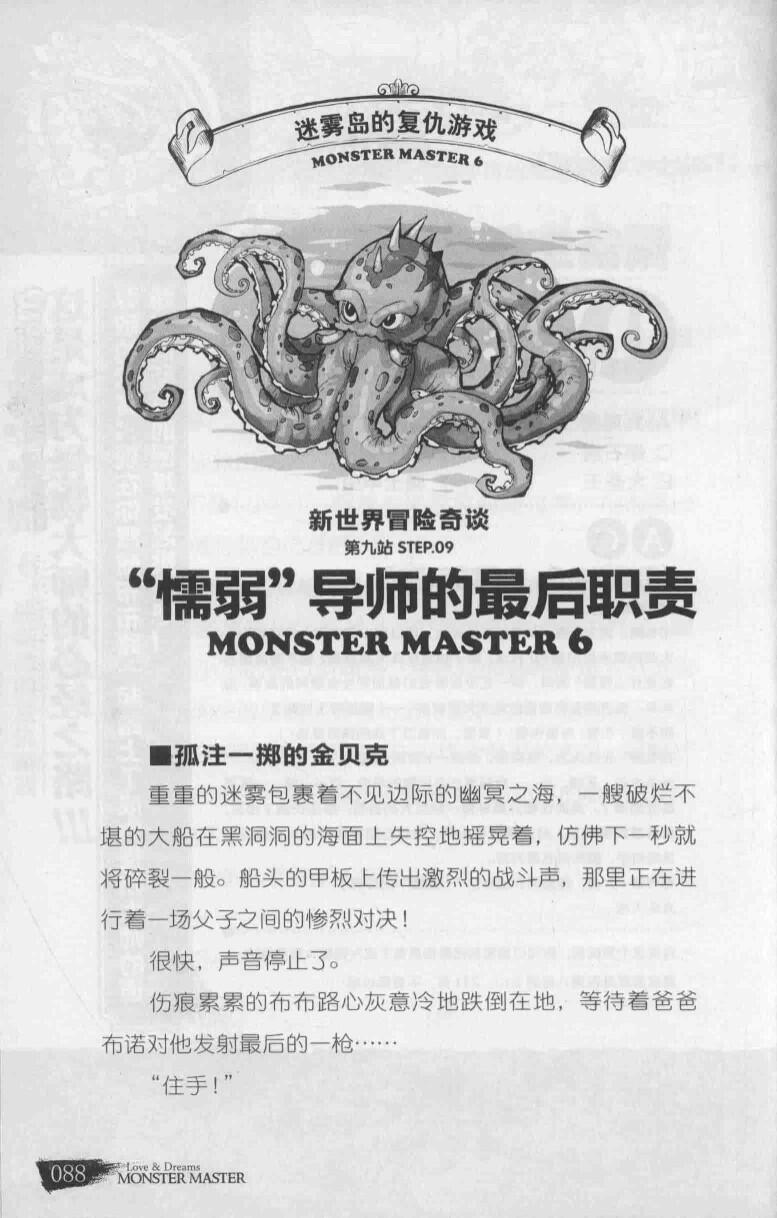 迷雾岛的复仇游戏
MONSTER MASTER 6
新世界冒险奇谈
第九站 STEP.09
“懦弱”导师的最后职责
MONSTER MASTER 6
■孤注一掷的金贝克
重重的迷雾包裹着不见边际的幽冥之海，一艘破烂不
堪的大船在黑洞洞的海面上失控地摇晃着，仿佛下一秒就
将碎裂一般。船头的甲板上传出激烈的战斗声，那里正在进
行着一场父子之间的惨烈对决！
很快，声音停止了。
伤痕累累的布布路心灰意冷地跌倒在地，等待着爸爸
布诺对他发射最后的一枪……
“住手！”
088
Love & Dreams
MONSTER MASTER